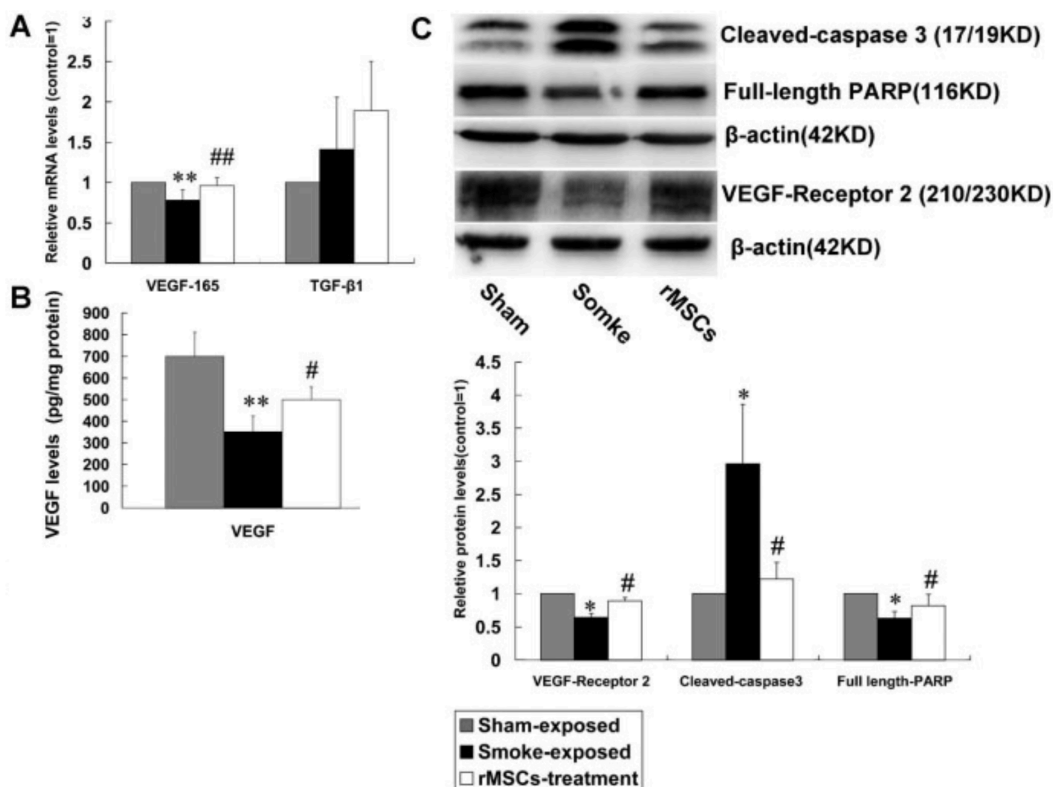 A
Reletive mRNA levels (control=1)
3
2.5
2
1.5
1
0.5
0
**
##
VEGF-165
TGF-β1
B
VEGF levels (pg/mg protein)
900
800
700
600
500
400
300
200
100
0
**
#
VEGF
C
Cleaved-caspase 3 (17/19KD)
Full-length PARP(116KD)
β-actin(42KD)
VEGF-Receptor 2 (210/230KD)
β-actin(42KD)
Sham
Somke
rMSCs
Reletive protein levels(control=1)
4.5
4
3.5
3
2.5
2
1.5
1
0.5
0
*
#
*
#
*
#
VEGF-Receptor 2
Cleaved-caspase3
Full length-PARP
Sham-exposed
Smoke-exposed
rMSCs-treatment